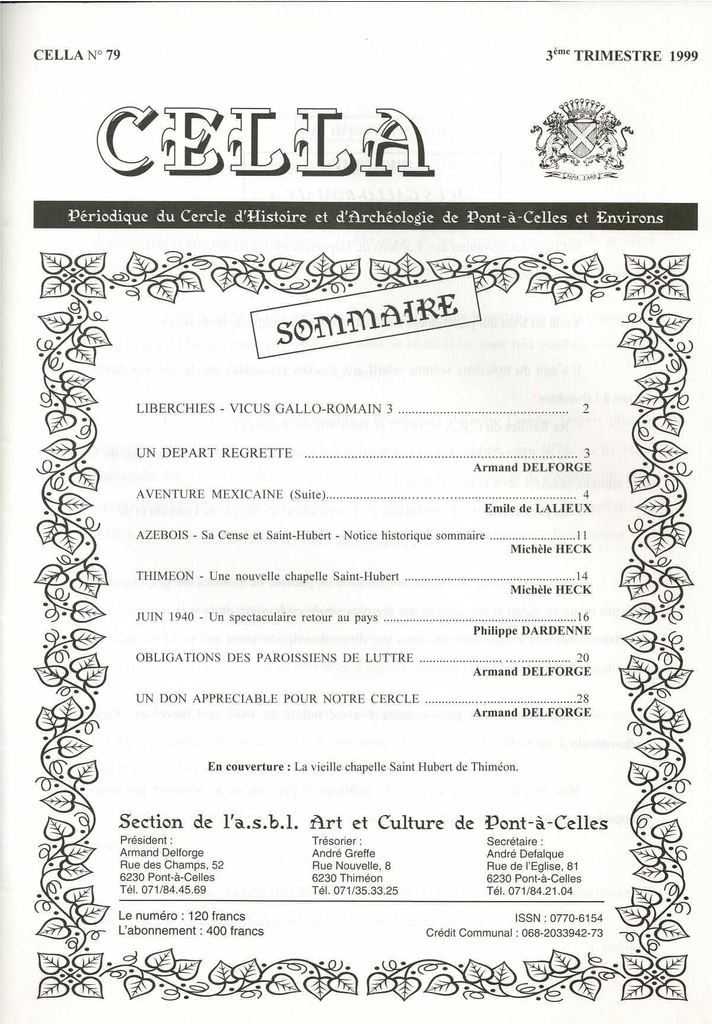 CELLA N° 79
3ème TRIMESTRE 1999
CELLA
Périodique du Cercle d'Histoire et d'Archéologie de Pont-à-Celles et Environs
SOMMAIRE
LIBERCHIES - VICUS GALLO-ROMAIN 3 ........................................ 2
UN DEPART REGRETTE ................................................................ 3
Armand DELFORGE
AVENTURE MEXICAINE (Suite)........................................................ 4
Emile de LALIEUX
AZEBOIS - Sa Cense et Saint-Hubert - Notice historique sommaire .....................11
Michèle HECK
THIMEON - Une nouvelle chapelle Saint-Hubert ........................................14
Michèle HECK
JUIN 1940 - Un spectaculaire retour au pays ............................................16
Philippe DARDENNE
OBLIGATIONS DES PAROISSIENS DE LUTTRE .................................... 20
Armand DELFORGE
UN DON APPRECIABLE POUR NOTRE CERCLE ....................................28
Armand DELFORGE
En couverture : La vieille chapelle Saint Hubert de Thiméon.
Section de l'a.s.b.l. Art et Culture de Pont-à-Celles
Président :
Armand Delforge
Rue des Champs, 52
6230 Pont-à-Celles
Tél. 071/84.45.69
Trésorier :
André Greffe
Rue Nouvelle, 8
6230 Thiméon
Tél. 071/35.33.25
Secrétaire :
André Defalque
Rue de l'Eglise, 81
6230 Pont-à-Celles
Tél. 071/84.21.04
Le numéro : 120 francs
L'abonnement : 400 francs
ISSN : 0770-6154
Crédit Communal : 068-2033942-73